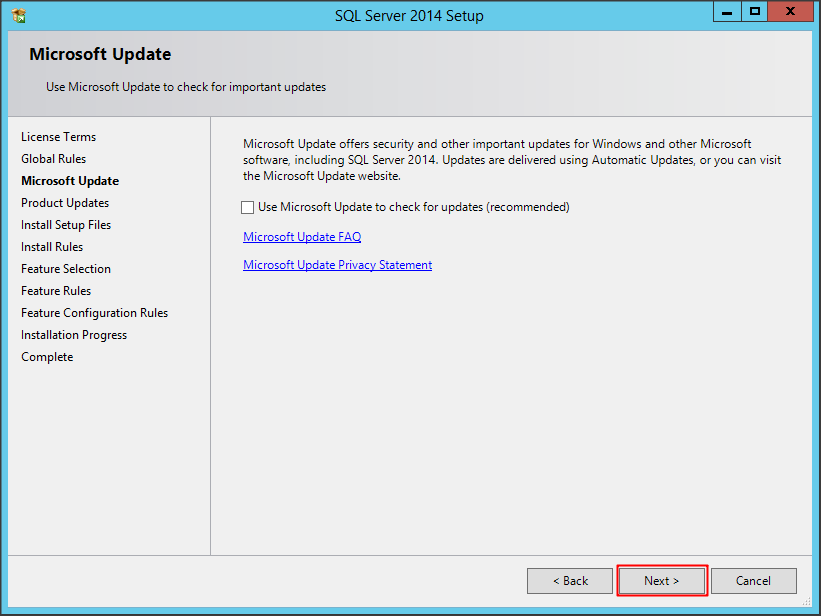 SQL Server 2014 Setup
Microsoft Update
Use Microsoft Update to check for important updates
License Terms
Global Rules
Microsoft Update
Product Updates
Install Setup Files
Install Rules
Feature Selection
Feature Rules
Feature Configuration Rules
Installation Progress
Complete
Microsoft Update offers security and other important updates for Windows and other Microsoft
software, including SQL Server 2014. Updates are delivered using Automatic Updates, or you can visit
the Microsoft Update website.
Use Microsoft Update to check for updates (recommended)
Microsoft Update FAQ
Microsoft Update Privacy Statement
< Back
Next >
Cancel